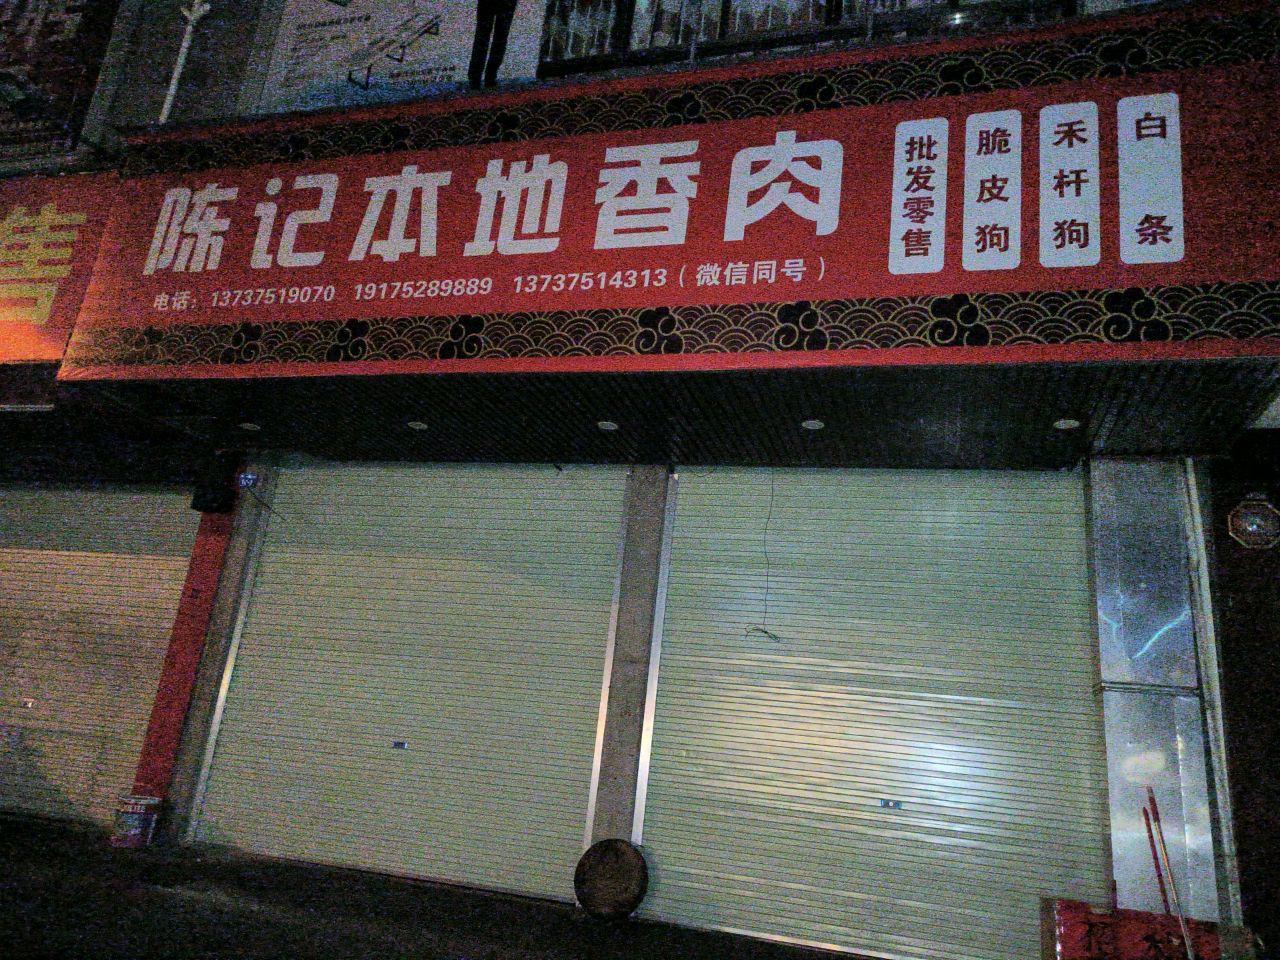 陈记本地香肉
电话：13737519070 19175289889 13737514313（微信同号）
批发零售
脆皮狗
禾杆狗
白条
售